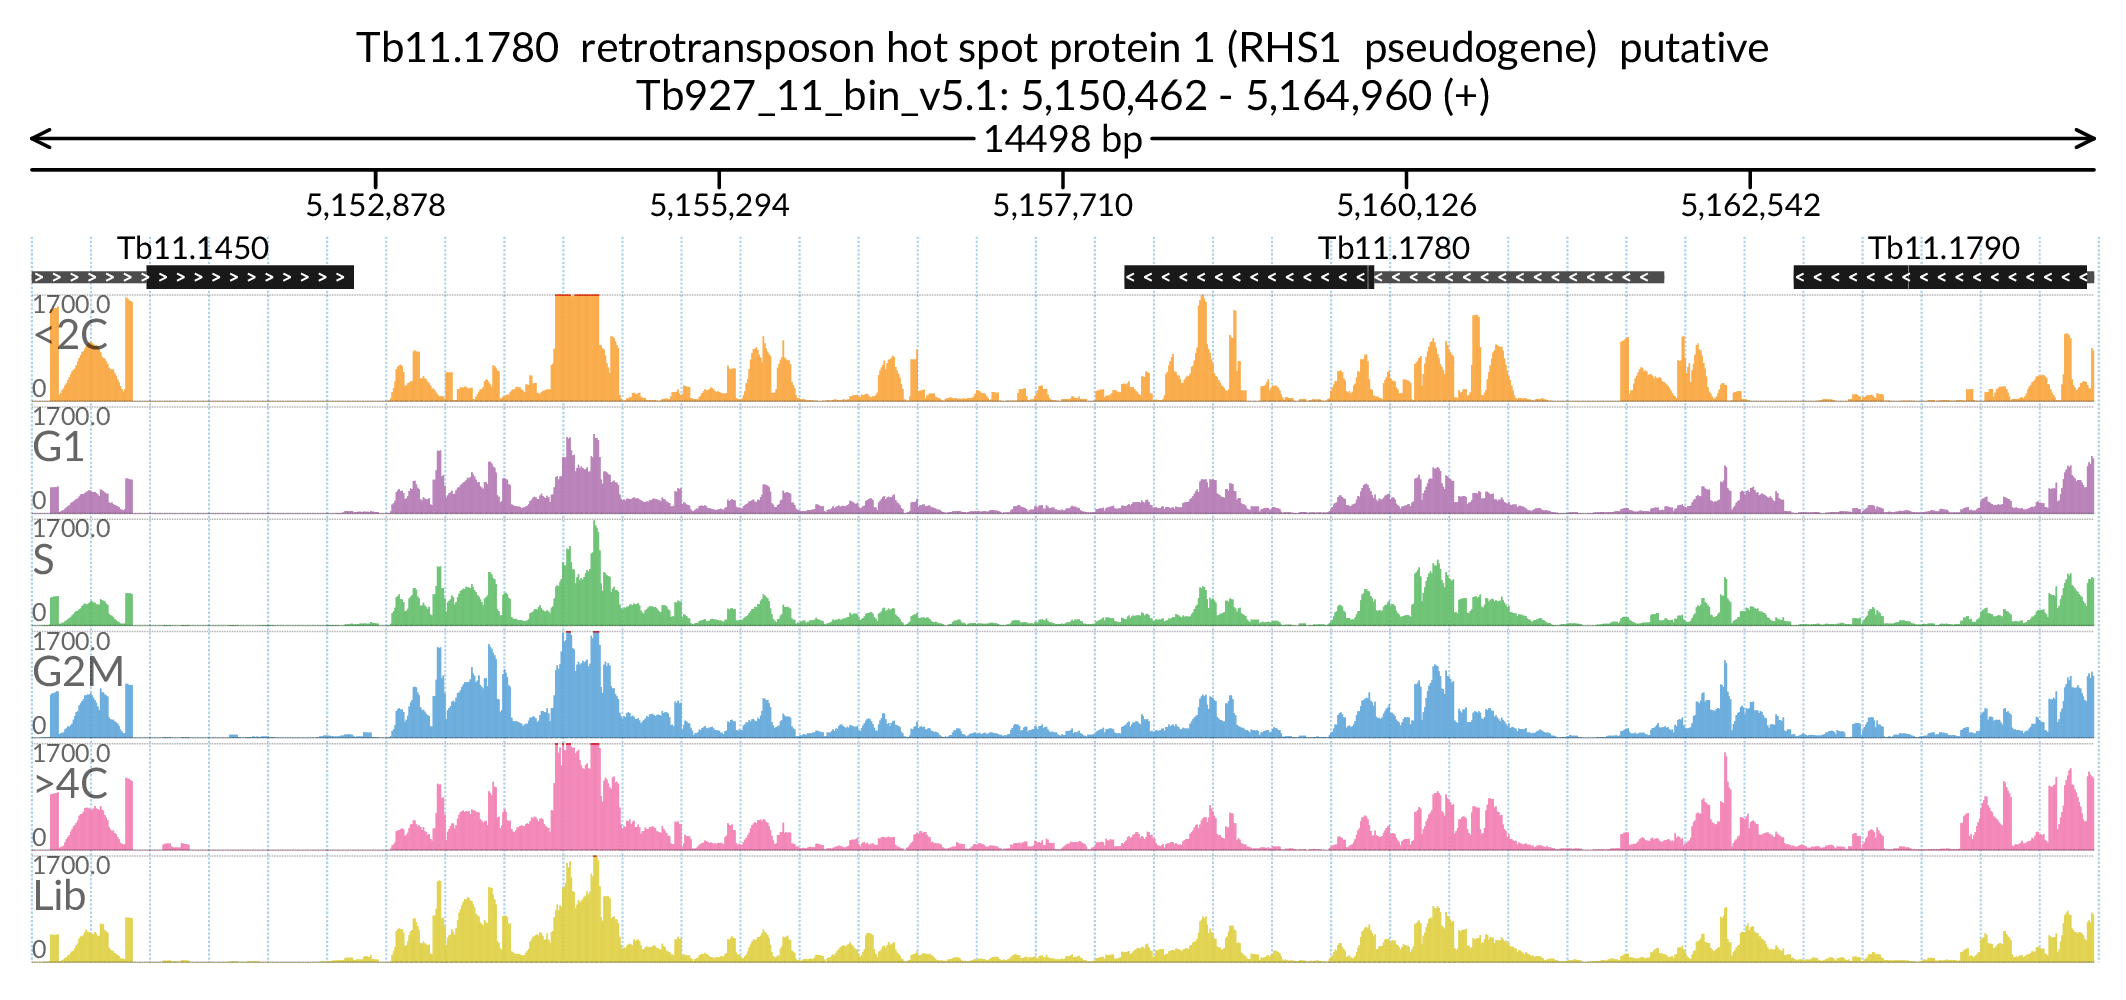 Tb11.1780 retrotransposon hot spot protein 1 (RHS1 pseudogene) putative
Tb927_11_bin_v5.1: 5,150,462 - 5,164,960 (+)
14498 bp
5,152,878 5,155,294 5,157,710 5,160,126 5,162,542
Tb11.1450 Tb11.1780 Tb11.1790
1700.0
<2C
0
1700.0
G1
0
1700.0
S
0
1700.0
G2M
0
1700.0
>4C
0
1700.0
Lib
0